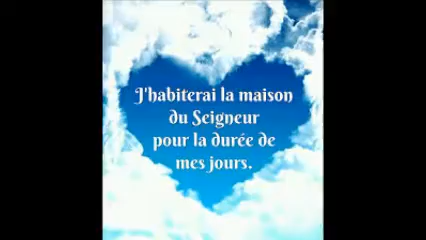 J'habiterai la maison
du Seigneur
pour la durée de
mes jours.